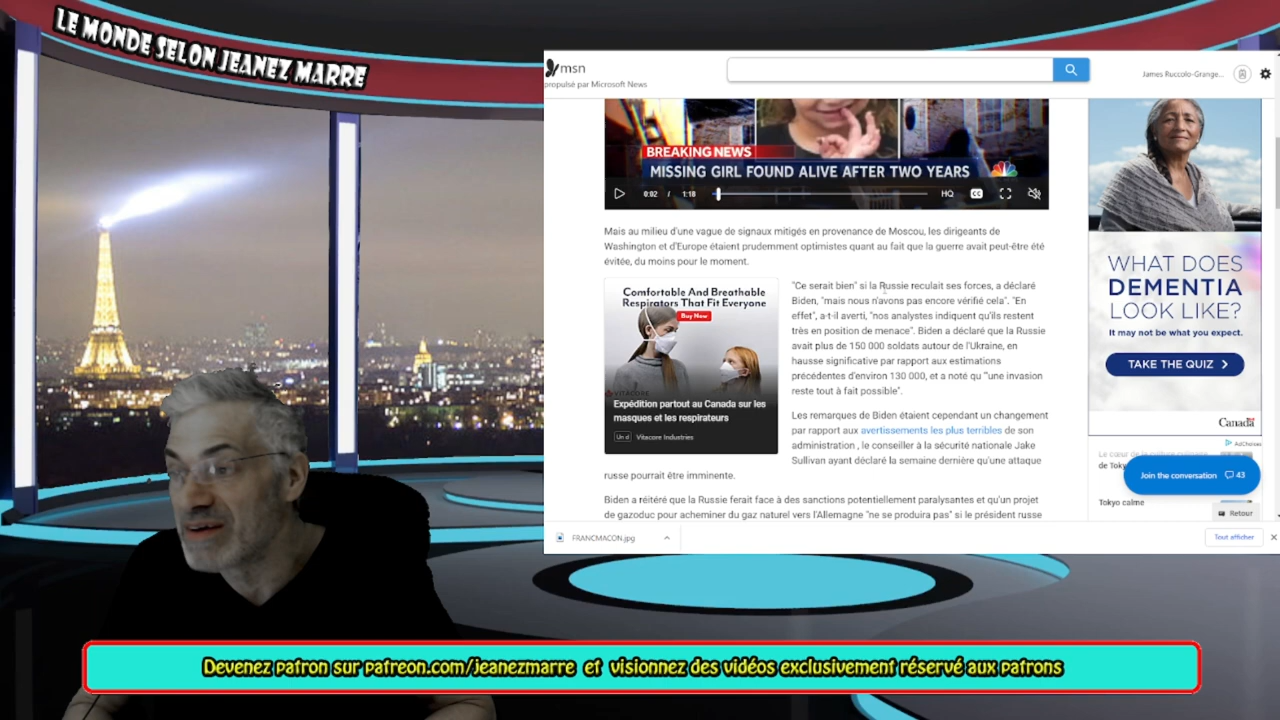 LE MONDE SELON JEANEZ MARRE
msn
propulsé par Microsoft News
James Ruccolo-Grange...
BREAKING NEWS
MISSING GIRL FOUND ALIVE AFTER TWO YEARS
0:02 / 1:18
HQ
CC
Mais au milieu d'une vague de signaux mitigés en provenance de Moscou, les dirigeants de
Washington et d'Europe étaient prudemment optimistes quant au fait que la guerre avait peut-être été
évitée, du moins pour le moment.
Comfortable And Breathable
Respirators That Fit Everyone
Buy Now
VITACORE
Expédition partout au Canada sur les
masques et les respirateurs
Un d Vitacore Industries
"Ce serait bien" si la Russie reculait ses forces, a déclaré
Biden, "mais nous n'avons pas encore vérifié cela". "En
effet", a-t-il averti, "nos analystes indiquent qu'ils restent
très en position de menace". Biden a déclaré que la Russie
avait plus de 150 000 soldats autour de l'Ukraine, en
hausse significative par rapport aux estimations
précédentes d'environ 130 000, et a noté qu '"une invasion
reste tout à fait possible".
Les remarques de Biden étaient cependant un changement
par rapport aux avertissements les plus terribles de son
administration , le conseiller à la sécurité nationale Jake
Sullivan ayant déclaré la semaine dernière qu'une attaque
russe pourrait être imminente.
Biden a réitéré que la Russie ferait face à des sanctions potentiellement paralysantes et qu'un projet
de gazoduc pour acheminer du gaz naturel vers l'Allemagne "ne se produira pas" si le président russe
WHAT DOES
DEMENTIA
LOOK LIKE?
It may not be what you expect.
TAKE THE QUIZ
Canada
AdChoices
Le cœur de la culture culinaire
de Toky
Join the conversation 43
Tokyo calme
Retour
FRANCMACON.jpg
Tout afficher
Devenez patron sur patreon.com/jeanezmarre et visionnez des vidéos exclusivement réservé aux patrons